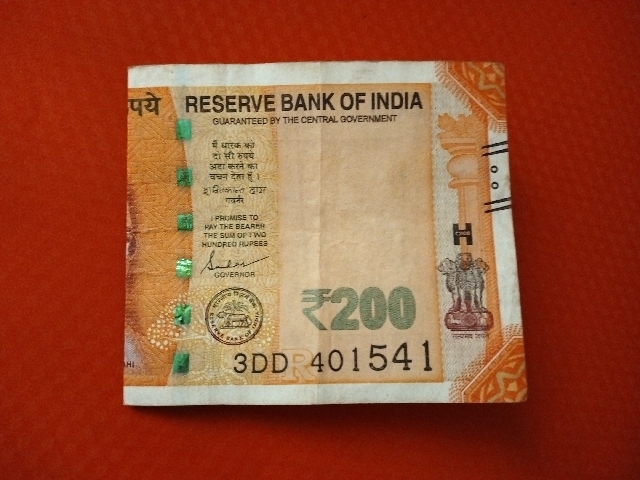 पये
RESERVE BANK OF INDIA
GUARANTEED BY THE CENTRAL GOVERNMENT
मैं धारक को
दो सौ रुपये
अदा करने का
वचन देता हूँ ।
शक्तिकान्त दास
गवर्नर
I PROMISE TO
PAY THE BEARER
THE SUM OF TWO
HUNDRED RUPEES
GOVERNOR
₹200
3DD 401541
सत्यमेव जयते